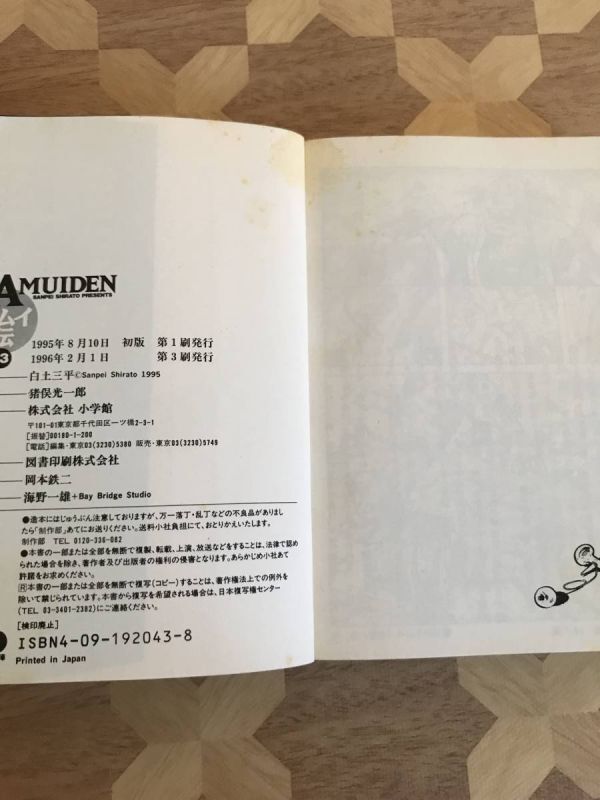 AMUIDEN
SANPEI SHIRATO PRESENTS
イ
ム
伝
3
1995年8月10日 初版 第1刷発行
1996年2月1日 第3刷発行
白土三平©Sanpei Shirato 1995
猪俣光一郎
株式会社 小学館
〒101-01東京都千代田区一ツ橋2-3-1
[振替]00180-1-200
[電話]編集・東京03(3230)5380 販売・東京03(3230)5749
図書印刷株式会社
岡本鉄二
海野一雄+Bay Bridge Studio
●造本にはじゅうぶん注意しておりますが、万一落丁・乱丁などの不良品がありまし
たら「制作部」あてにお送りください。送料小社負担にて、おとりかえいたします。
制作部 TEL 0120-336-082
●本書の一部または全部を無断で複製、転載、上演、放送などをすることは、法律で認め
られた場合を除き、著作者及び出版者の権利の侵害となります。あらかじめ小社あて
許諾をお求めください。
Ⓡ本書の一部または全部を無断で複写(コピー)することは、著作権法上での例外を
除いて禁じられています。本書から複写を希望される場合は、日本複写権センター
(TEL 03-3401-2382)にご連絡ください。
[検印廃止]
ISBN4-09-192043-8
Printed in Japan